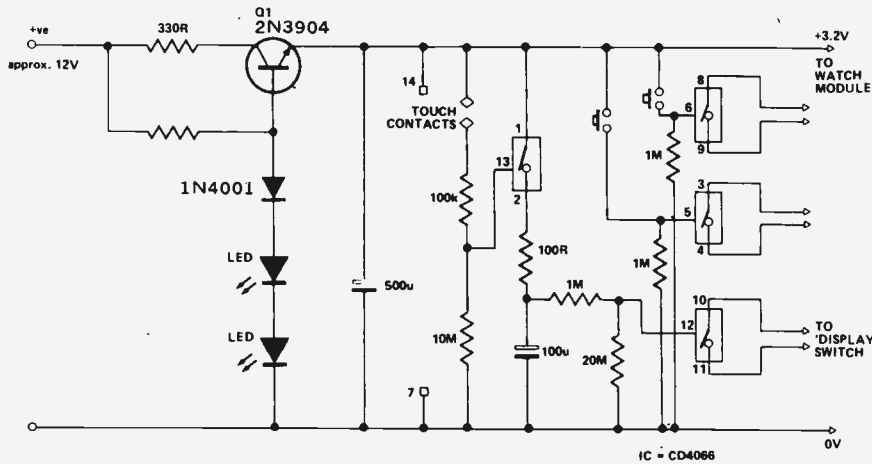 Q1
2N3904
330R
+ve
approx. 12V
+3.2V
TO
WATCH
MODULE
14
TOUCH
CONTACTS
8
6
9
1
13
2
1M
1N4001
100k
3
5
4
100R
LED
500u
1M
1M
10
12
11
TO
'DISPLAY
SWITCH
LED
10M
100u
20M
7
0V
IC = CD4066